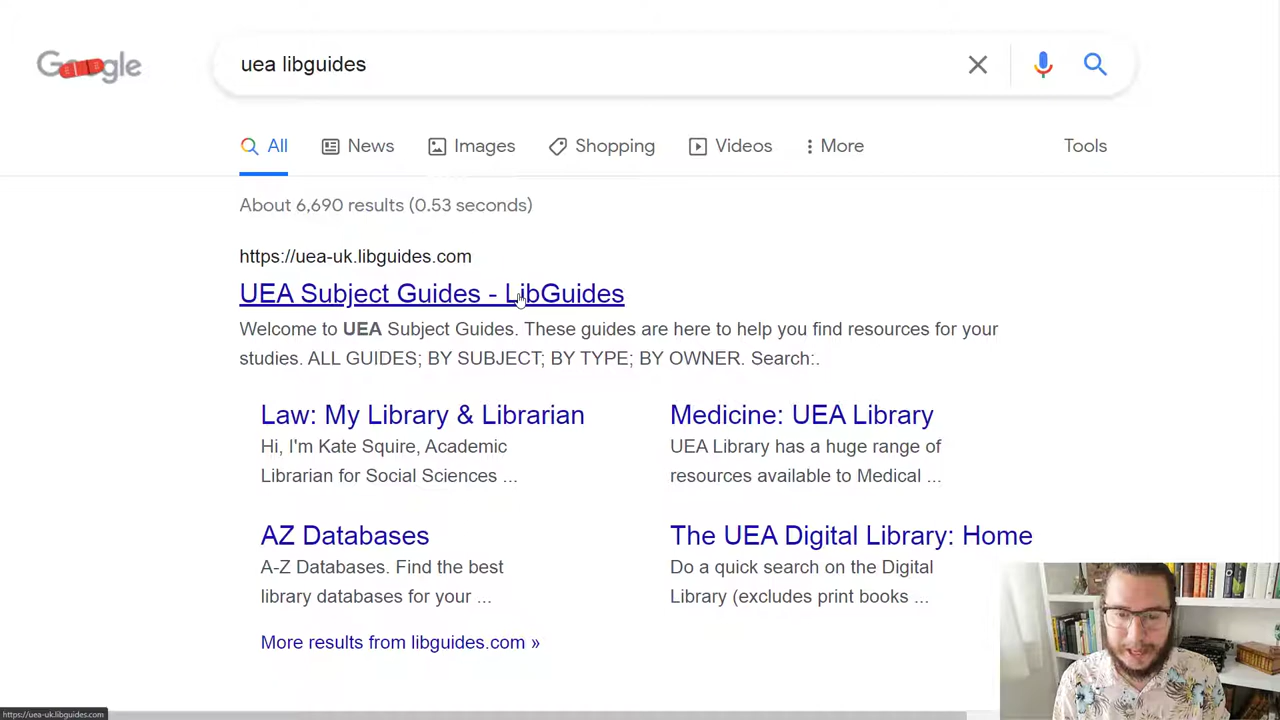 Google
uea libguides
All News Images Shopping Videos More Tools
About 6,690 results (0.53 seconds)
https://uea-uk.libguides.com
UEA Subject Guides - LibGuides
Welcome to UEA Subject Guides. These guides are here to help you find resources for your
studies. ALL GUIDES; BY SUBJECT; BY TYPE; BY OWNER. Search:.
Law: My Library & Librarian
Hi, I'm Kate Squire, Academic
Librarian for Social Sciences ...
Medicine: UEA Library
UEA Library has a huge range of
resources available to Medical ...
AZ Databases
A-Z Databases. Find the best
library databases for your ...
The UEA Digital Library: Home
Do a quick search on the Digital
Library (excludes print books ...
More results from libguides.com »
https://uea-uk.libguides.com